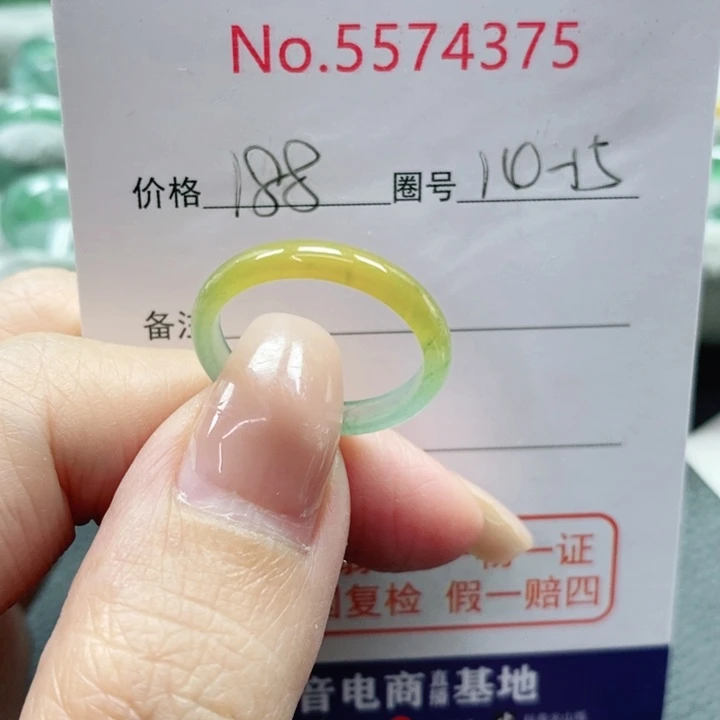 No.5574375
价格 188 圈号 10-15
备注
一证
复检 假一赔四
音电商直播基地